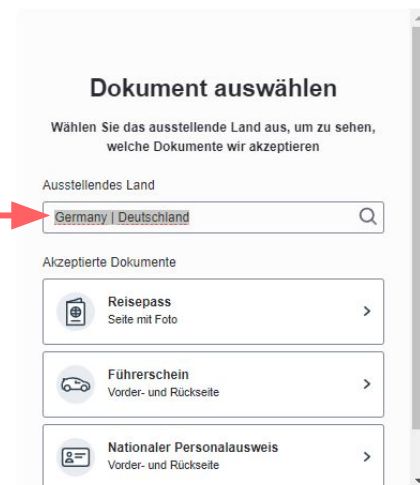 Dokument auswählen
Wählen Sie das ausstellende Land aus, um zu sehen,
welche Dokumente wir akzeptieren
Ausstellendes Land
Germany | Deutschland
Akzeptierte Dokumente
Reisepass
Seite mit Foto
Führerschein
Vorder- und Rückseite
Nationaler Personalausweis
Vorder- und Rückseite